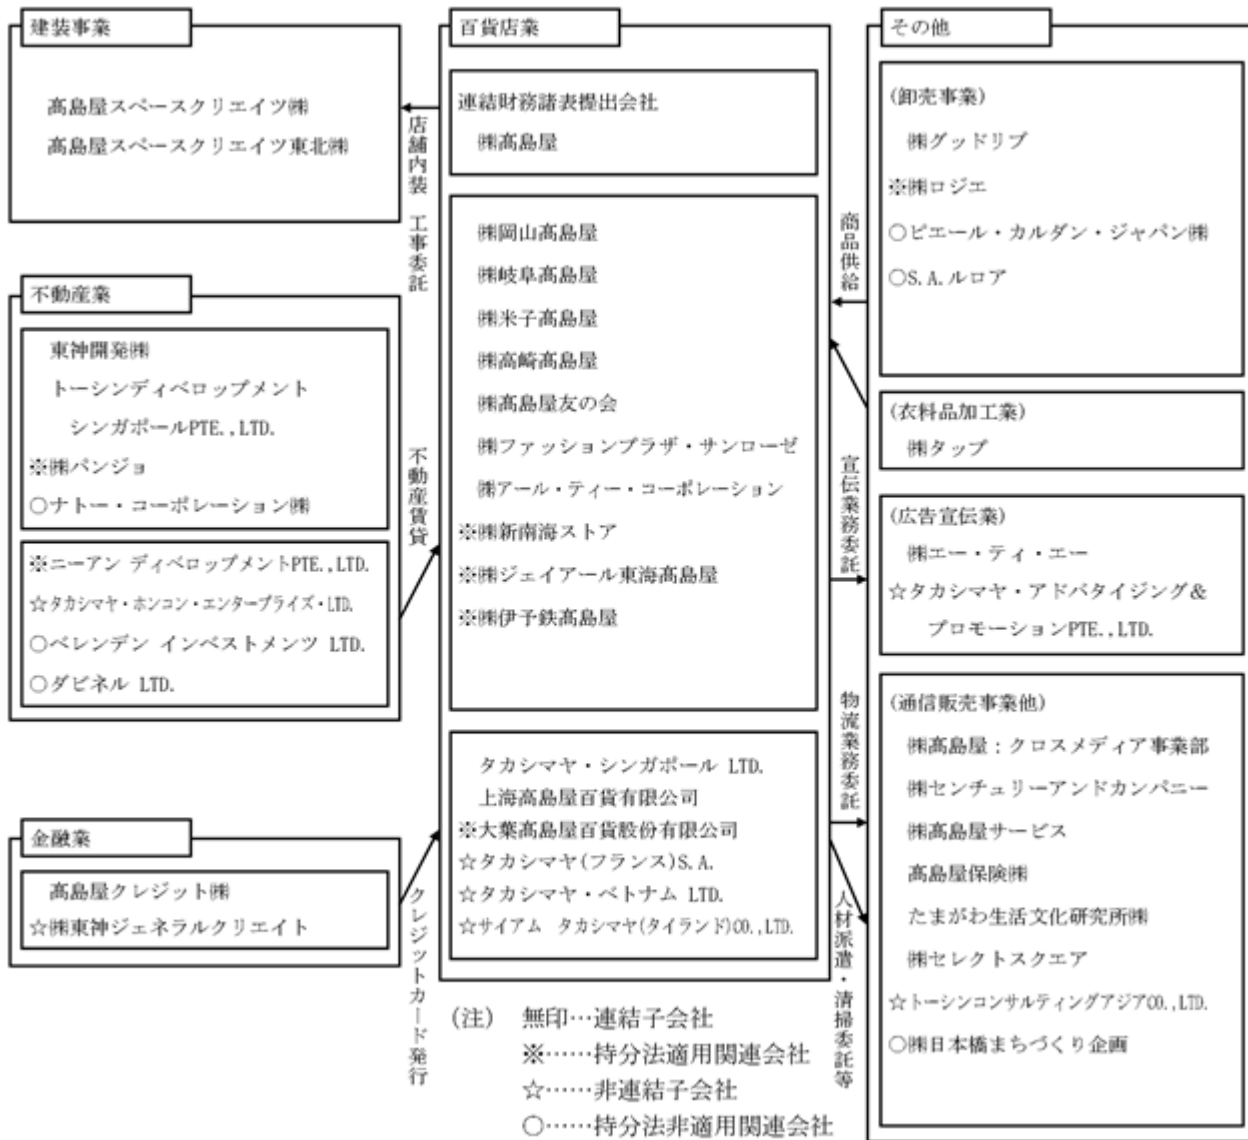 建装事業
髙島屋スペースクリエイツ㈱
髙島屋スペースクリエイツ東北㈱
不動産業
東神開発㈱
トーシンディベロップメント
シンガポールPTE.,LTD.
※㈱パンジョ
○ナトー・コーポレーション㈱
※ニーアン ディベロップメントPTE.,LTD.
☆タカシマヤ・ホンコン・エンタープライズ・LTD.
○ベレンデン インベストメンツ LTD.
○ダビネル LTD.
金融業
髙島屋クレジット㈱
☆㈱東神ジェネラルクリエイト
店舗内装 工事委託
不動産賃貸
クレジットカード発行
百貨店業
連結財務諸表提出会社
㈱髙島屋
㈱岡山髙島屋
㈱岐阜髙島屋
㈱米子髙島屋
㈱高崎髙島屋
㈱髙島屋友の会
㈱ファッションプラザ・サンローゼ
㈱アール・ティー・コーポレーション
※㈱新南海ストア
※㈱ジェイアール東海髙島屋
※㈱伊予鉄髙島屋
タカシマヤ・シンガポール LTD.
上海高島屋百貨有限公司
※大葉髙島屋百貨股份有限公司
☆タカシマヤ(フランス)S.A.
☆タカシマヤ・ベトナム LTD.
☆サイアム タカシマヤ(タイランド)CO.,LTD.
(注) 無印…連結子会社
※……持分法適用関連会社
☆……非連結子会社
○……持分法非適用関連会社
商品供給
宣伝業務委託
物流業務委託
人材派遣・清掃委託等
その他
(卸売事業)
㈱グッドリブ
※㈱ロジエ
○ピエール・カルダン・ジャパン㈱
○S.A.ルロア
(衣料品加工業)
㈱タップ
(広告宣伝業)
㈱エー・ティ・エー
☆タカシマヤ・アドバタイジング&
プロモーションPTE.,LTD.
(通信販売事業他)
㈱髙島屋：クロスメディア事業部
㈱センチュリーアンドカンパニー
㈱髙島屋サービス
髙島屋保険㈱
たまがわ生活文化研究所㈱
㈱セレクトスクエア
☆トーシンコンサルティングアジアCO.,LTD.
○㈱日本橋まちづくり企画